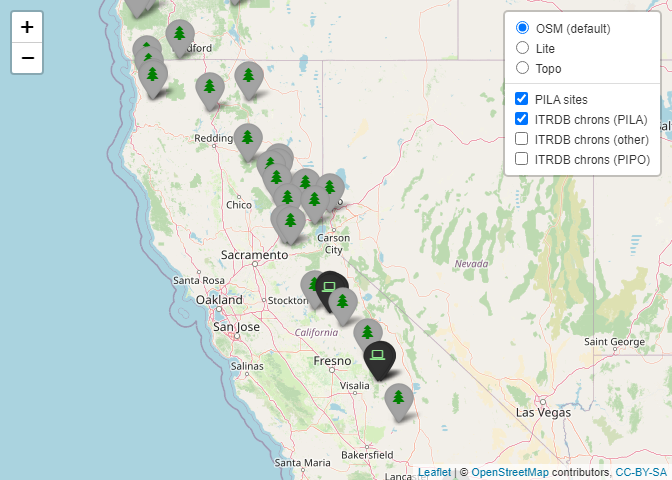 +
−
OSM (default)
Lite
Topo
PILA sites
ITRDB chrons (PILA)
ITRDB chrons (other)
ITRDB chrons (PIPO)
dford
Redding
Chico
o
Carson
City
Sacramento
Nevada
Santa Rosa
Oakland
Stockton
San Jose
California
Saint George
Salinas
Fresno
Visalia
Las Vegas
Bakersfield
Santa Maria
Lanca
Leaflet | © OpenStreetMap contributors, CC-BY-SA